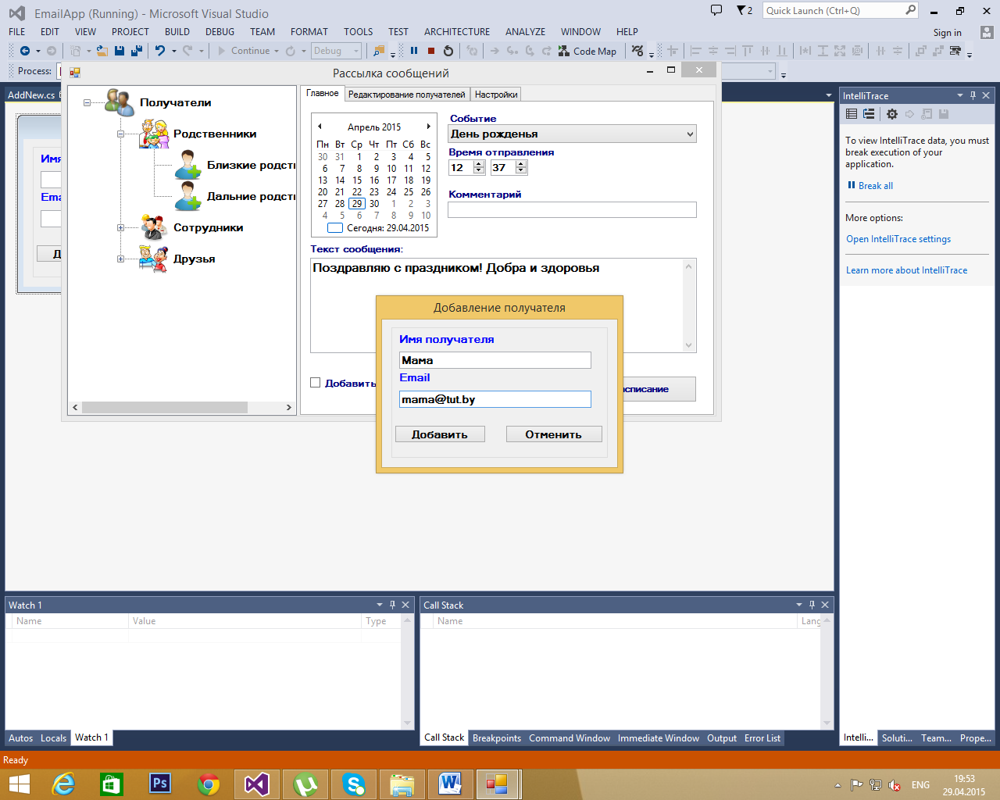 EmailApp (Running) - Microsoft Visual Studio
2
Quick Launch (Ctrl+Q)
FILE EDIT VIEW PROJECT BUILD DEBUG TEAM FORMAT TOOLS TEST ARCHITECTURE ANALYZE WINDOW HELP
Sign in
Continue Debug Code Map
Process:
Рассылка сообщений
AddNew.cs
Получатели
Родственники
Близкие родст
Дальние родст
Сотрудники
Друзья
Главное Редактирование получателей Настройки
Апрель 2015
Пн Вт Ср Чт Пт Сб Вс
30 31 1 2 3 4 5
6 7 8 9 10 11 12
13 14 15 16 17 18 19
20 21 22 23 24 25 26
27 28 29 30 1 2 3
4 5 6 7 8 9 10
Сегодня: 29.04.2015
Событие
День рожденья
Время отправления
12 37
Комментарий
Текст сообщения:
Поздравляю с праздником! Добра и здоровья
Добавить
асписание
Добавление получателя
Имя получателя
Мама
Email
mama@tut.by
Добавить Отменить
Имя
Ema
Д
IntelliTrace
To view IntelliTrace data, you must
break execution of your
application.
Break all
More options:
Open IntelliTrace settings
Learn more about IntelliTrace
Watch 1
Name Value Type
Autos Locals Watch 1
Call Stack
Name Lang
Call Stack Breakpoints Command Window Immediate Window Output Error List
Intelli... Soluti... Team... Prope...
Ready
Ps
ENG
19:53
29.04.2015